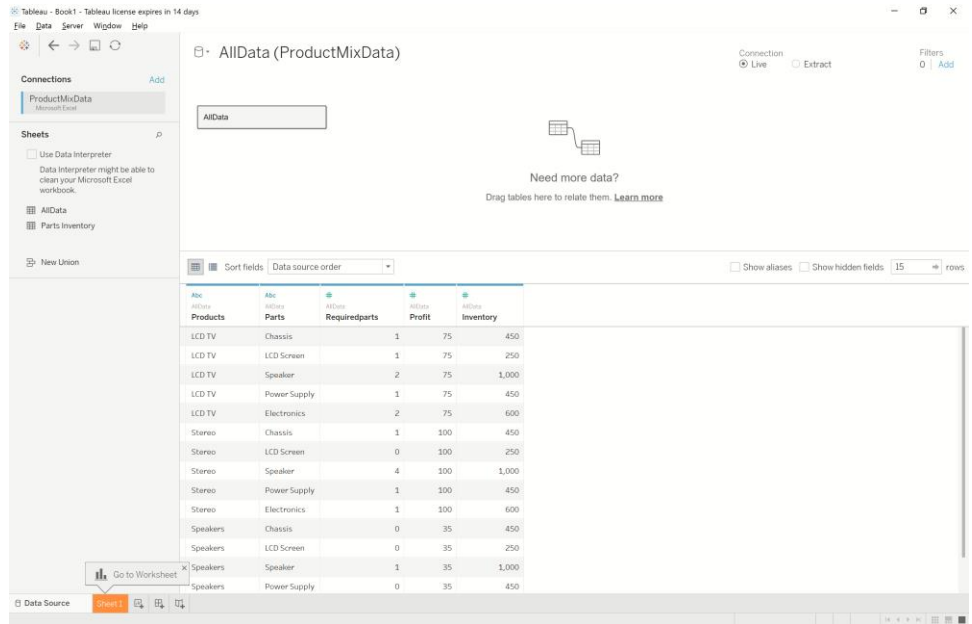 Tableau - Book1 - Tableau license expires in 14 days
File Data Server Window Help
Connections Add
ProductMixData
Microsoft Excel
Sheets
Use Data Interpreter
Data Interpreter might be able to
clean your Microsoft Excel
workbook.
AllData
Parts Inventory
New Union
AllData (ProductMixData)
Connection
Live Extract
Filters
0 Add
AllData
Need more data?
Drag tables here to relate them. Learn more
Sort fields Data source order
Show aliases Show hidden fields 15 rows
Abc Abc # # #
AllData AllData AllData AllData AllData
Products Parts Requiredparts Profit Inventory
LCD TV Chassis 1 75 450
LCD TV LCD Screen 1 75 250
LCD TV Speaker 2 75 1,000
LCD TV Power Supply 1 75 450
LCD TV Electronics 2 75 600
Stereo Chassis 1 100 450
Stereo LCD Screen 0 100 250
Stereo Speaker 4 100 1,000
Stereo Power Supply 1 100 450
Stereo Electronics 1 100 600
Speakers Chassis 0 35 450
Speakers LCD Screen 0 35 250
Speakers Speaker 1 35 1,000
Speakers Power Supply 0 35 450
Go to Worksheet
Data Source Sheet 1